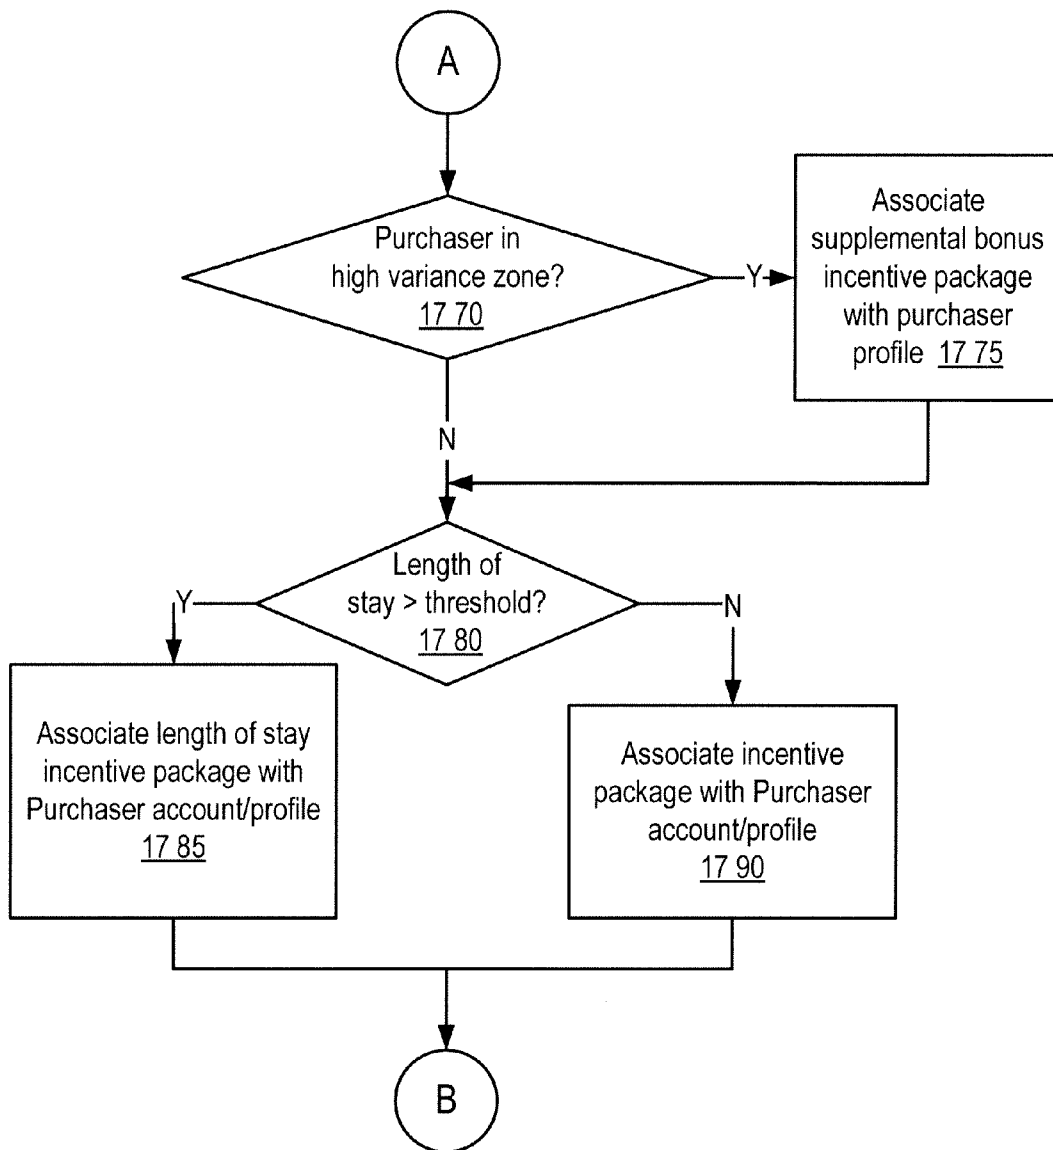 A
Purchaser in
high variance zone?
17 70
Y
Associate
supplemental bonus
incentive package
with purchaser
profile 17 75
N
Length of
stay > threshold?
17 80
Y
N
Associate length of stay
incentive package with
Purchaser account/profile
17 85
Associate incentive
package with Purchaser
account/profile
17 90
B